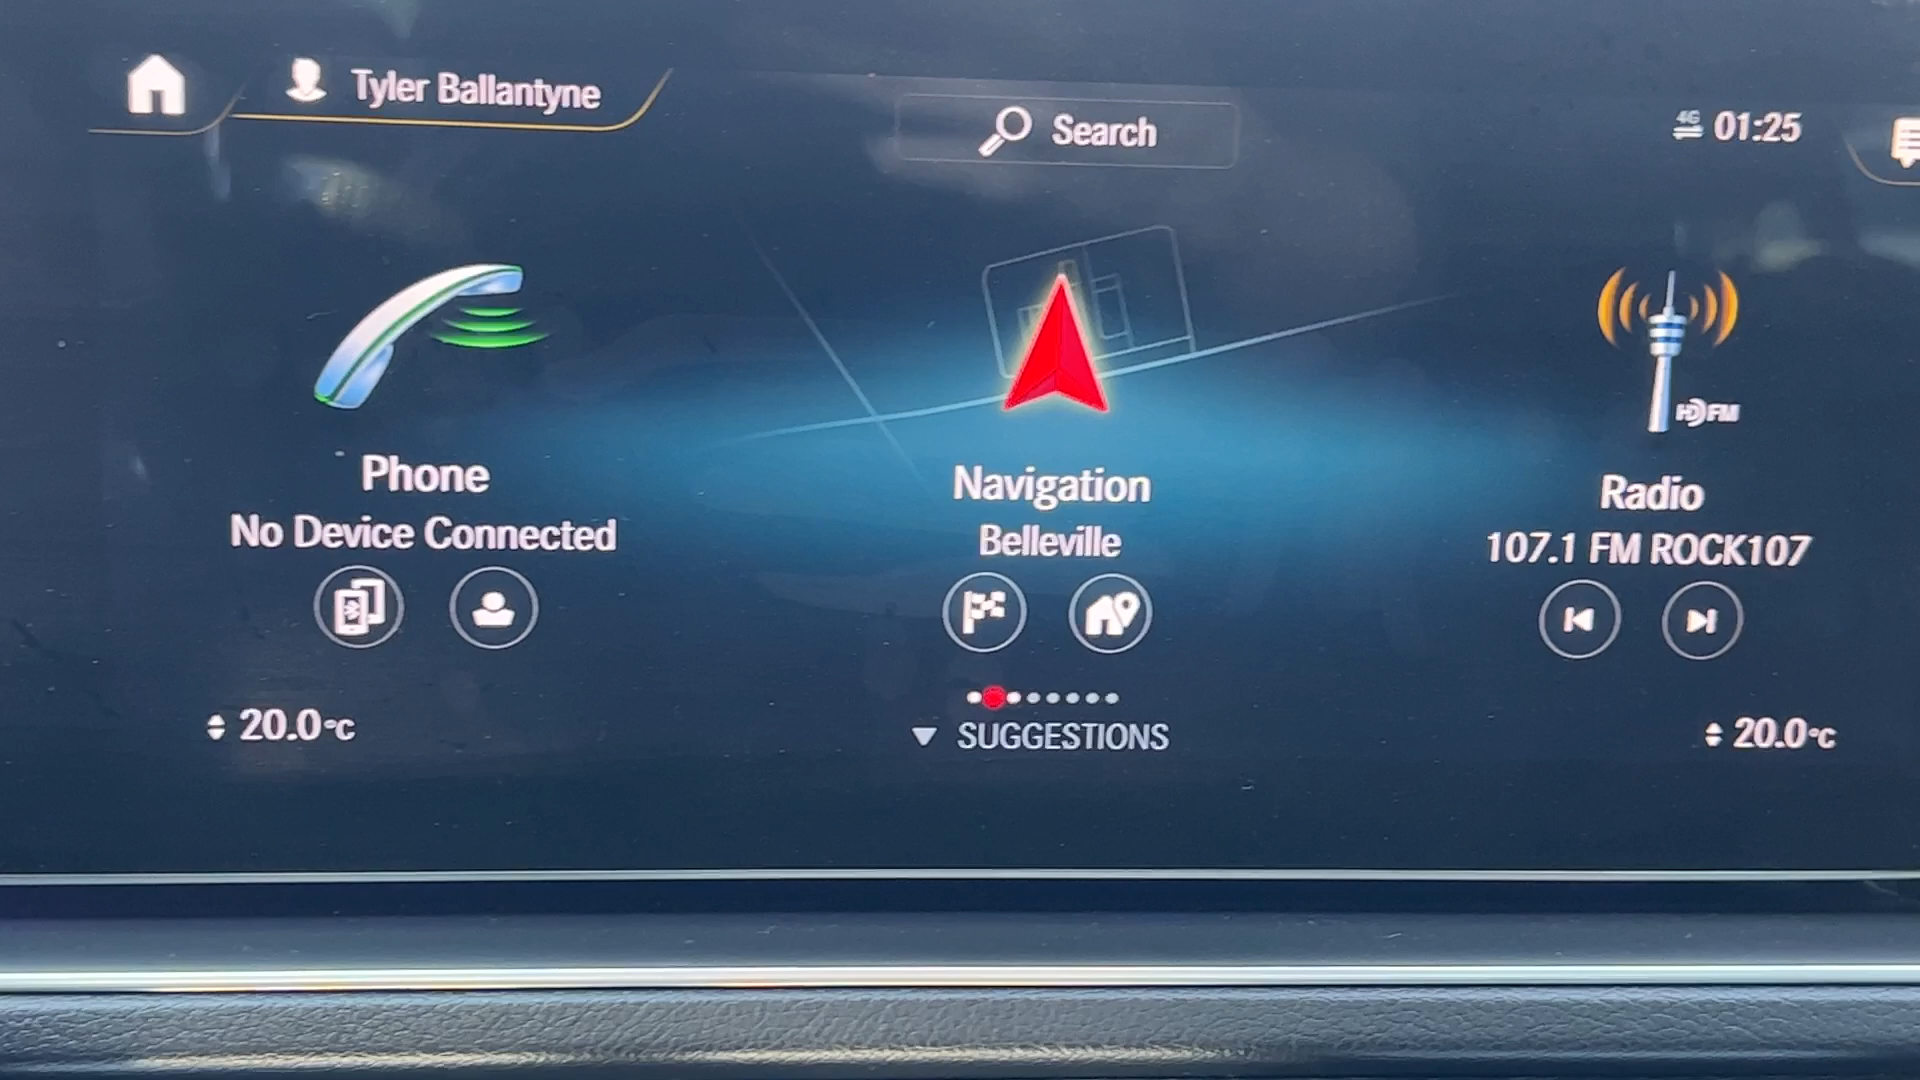 Tyler Ballantyne
Search
4G 01:25
Phone
No Device Connected
Navigation
Belleville
HD FM
Radio
107.1 FM ROCK107
20.0°C
SUGGESTIONS
20.0°C